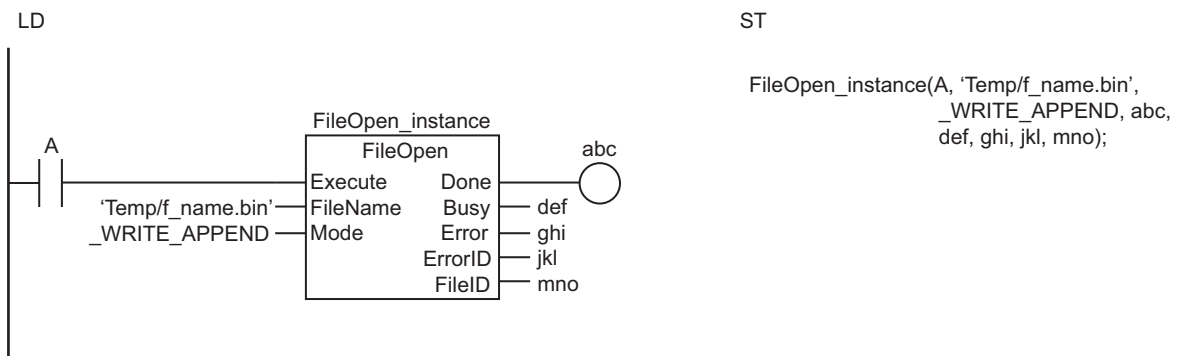 LD
ST
FileOpen_instance(A, ‘Temp/f_name.bin’,
_WRITE_APPEND, abc,
def, ghi, jkl, mno);
FileOpen_instance
A
FileOpen
abc
Execute Done
‘Temp/f_name.bin’ FileName Busy def
_WRITE_APPEND Mode Error ghi
ErrorID jkl
FileID mno